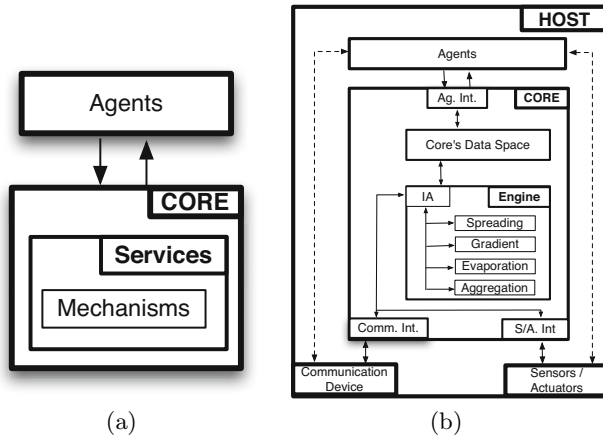 Agents
CORE
Services
Mechanisms
(a)
HOST
Agents
Ag. Int.
CORE
Core's Data Space
IA
Engine
Spreading
Gradient
Evaporation
Aggregation
Comm. Int.
S/A. Int
Communication
Device
Sensors /
Actuators
(b)